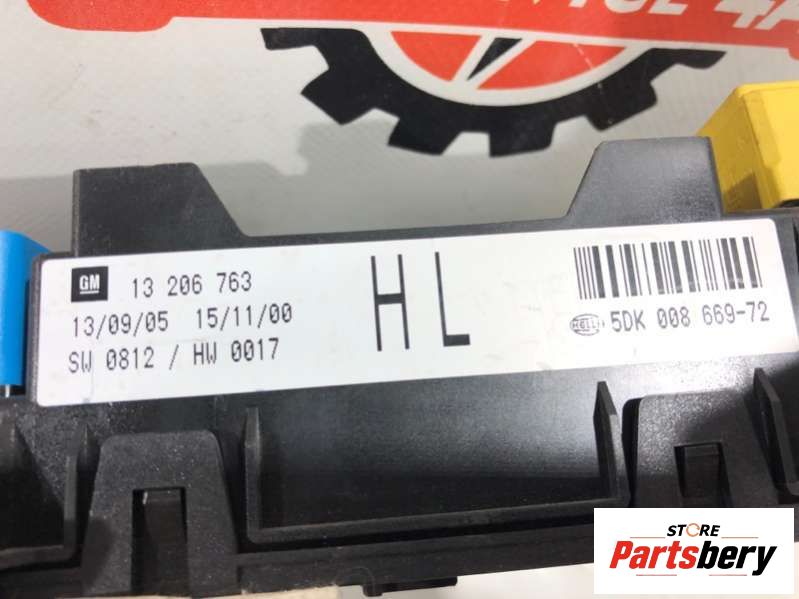 GM 13 206 763
13/09/05 15/11/00
SW 0812 / HW 0017
HL
HELLA 5DK 008 669-72
STORE
Partsbery